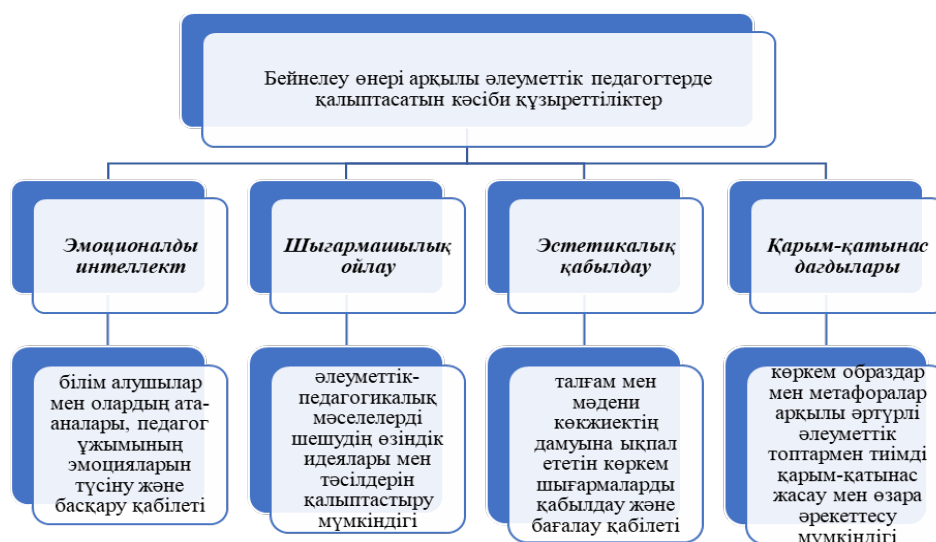 Бейнелеу өнері арқылы әлеуметтік педагогтерде
қалыптасатын кәсіби құзыреттіліктер
Эмоционалды
интеллект
Шығармашылық
ойлау
Эстетикалық
қабылдау
Қарым-қатынас
дағдылары
білім алушылар
мен олардың ата-
аналары, педагог
ұжымының
эмоцияларын
түсіну және
басқару қабілеті
әлеуметтік-
педагогикалық
мәселелерді
шешудің өзіндік
идеялары мен
тәсілдерін
қалыптастыру
мүмкіндігі
талғам мен
мәдени
көкжиектің
дамуына ықпал
ететін көркем
шығармаларды
қабылдау және
бағалау қабілеті
көркем образдар
мен метафоралар
арқылы әртүрлі
әлеуметтік
топтармен тиімді
қарым-қатынас
жасау мен өзара
әрекеттесу
мүмкіндігі